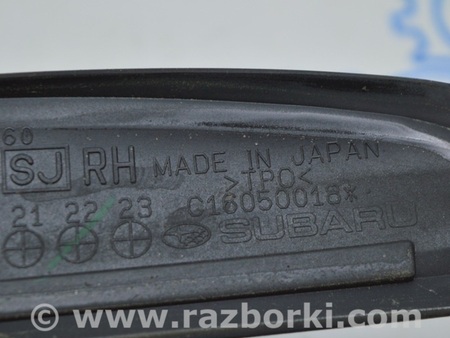 60
SJ RH MADE IN JAPAN
>TPO<
21 22 23 C16050018*
SUBARU
© www.razborki.com